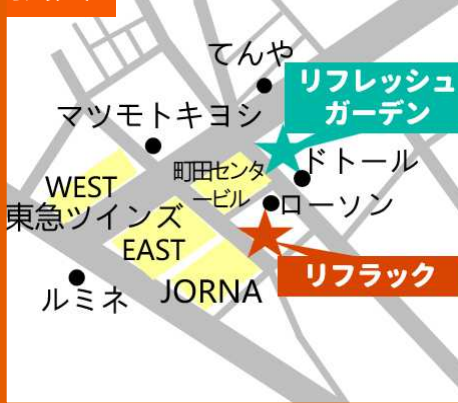 てんや
リフレッシュ
ガーデン
マツモトキヨシ
町田センタ
ービル
ドトール
WEST
東急ツインズ
EAST
ローソン
リフラック
ルミネ
JORNA